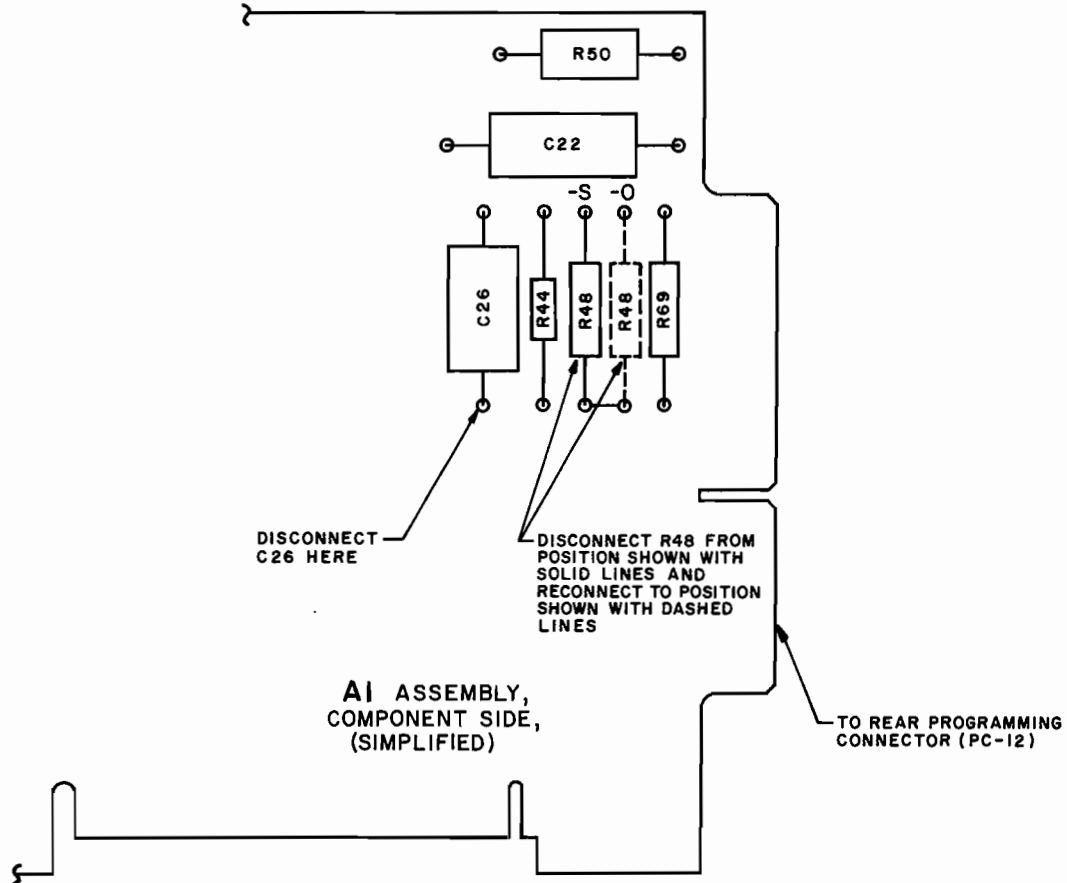 R50
C22
-S -O
C26
R44
R48
R48
R69
DISCONNECT
C26 HERE
DISCONNECT R48 FROM
POSITION SHOWN WITH
SOLID LINES AND
RECONNECT TO POSITION
SHOWN WITH DASHED
LINES
A1 ASSEMBLY,
COMPONENT SIDE,
(SIMPLIFIED)
TO REAR PROGRAMMING
CONNECTOR (PC-12)